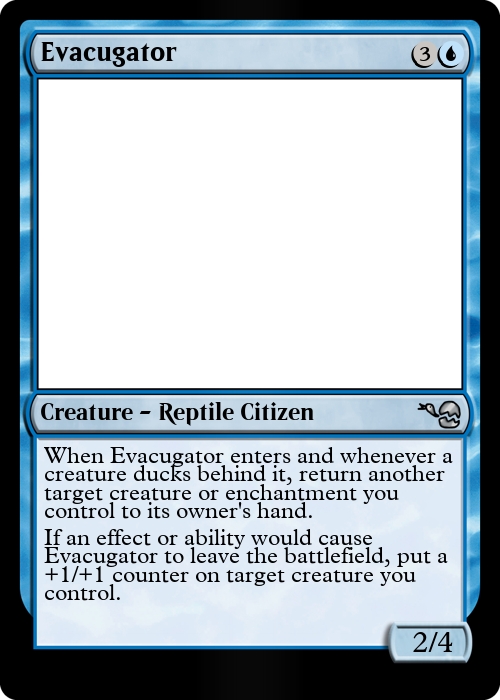 Evacugator
3
Creature – Reptile Citizen
When Evacugator enters and whenever a
creature ducks behind it, return another
target creature or enchantment you
control to its owner's hand.
If an effect or ability would cause
Evacugator to leave the battlefield, put a
+1/+1 counter on target creature you
control.
2/4